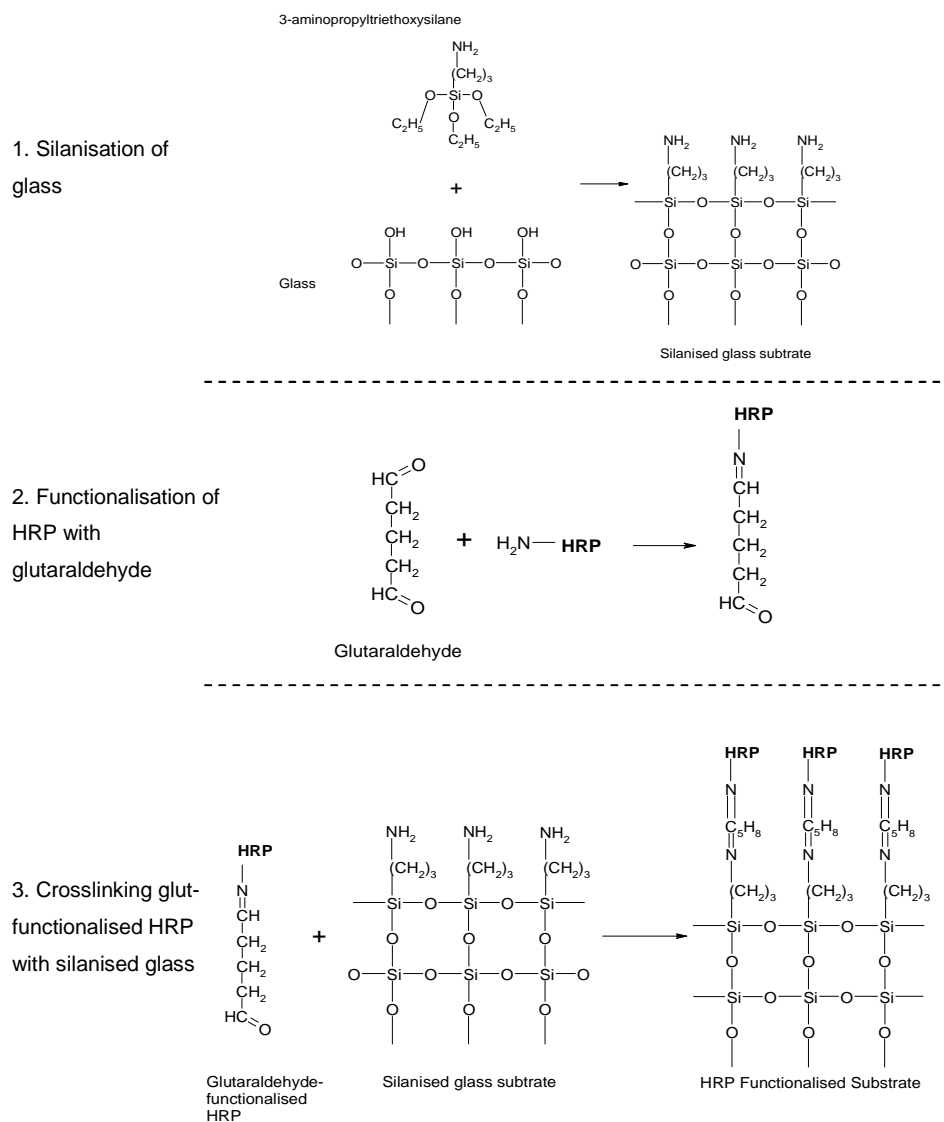 3-aminopropyltriethoxysilane
NH2
(CH2)3
O—Si—O
C2H5 O C2H5
C2H5
1. Silanisation of
glass
+
OH OH OH
O—Si—O—Si—O—Si—O
Glass
O O O
NH2 NH2 NH2
(CH2)3 (CH2)3 (CH2)3
Si—O—Si—O—Si
O O O
O—Si—O—Si—O—Si—O
O O O
Silanised glass subtrate
2. Functionalisation of
HRP with
glutaraldehyde
HC=O
CH2
CH2
CH2
HC=O
Glutaraldehyde
+
H2N—HRP
HRP
N
CH
CH2
CH2
CH2
HC=O
3. Crosslinking glut-
functionalised HRP
with silanised glass
HRP
N
CH
CH2
CH2
CH2
HC=O
Glutaraldehyde-
functionalised
HRP
+
NH2 NH2 NH2
(CH2)3 (CH2)3 (CH2)3
Si—O—Si—O—Si
O O O
O—Si—O—Si—O—Si—O
O O O
Silanised glass subtrate
HRP HRP HRP
N N N
C5H8 C5H8 C5H8
N N N
(CH2)3 (CH2)3 (CH2)3
Si—O—Si—O—Si
O O O
Si—O—Si—O—Si
O O O
HRP Functionalised Substrate